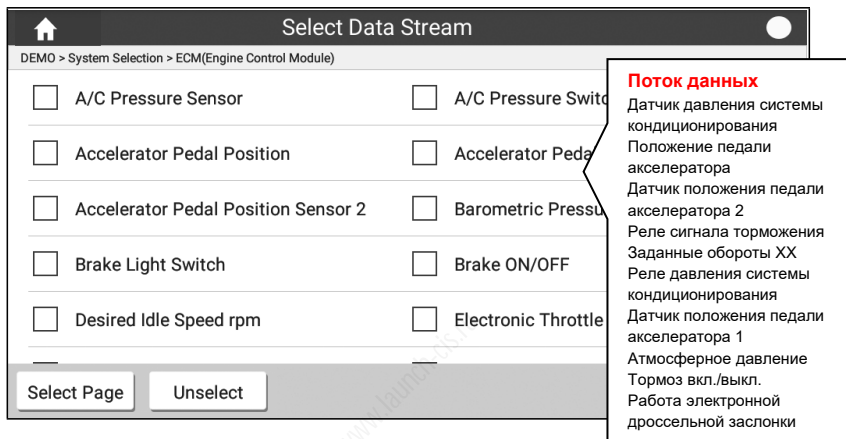 Select Data Stream
DEMO > System Selection > ECM(Engine Control Module)
A/C Pressure Sensor
A/C Pressure
Accelerator Pedal Position
Accelerator
Accelerator Pedal Position Sensor 2
Barometric
Brake Light Switch
Brake ON/OFF
Desired Idle Speed rpm
Electronic Throttle
Select Page
Unselect
Поток данных
Датчик давления системы
кондиционирования
Положение педали
акселератора
Датчик положения педали
акселератора 2
Реле сигнала торможения
Заданные обороты ХХ
Реле давления системы
кондиционирования
Датчик положения педали
акселератора 1
Атмосферное давление
Тормоз вкл./выкл.
Работа электронной
дроссельной заслонки